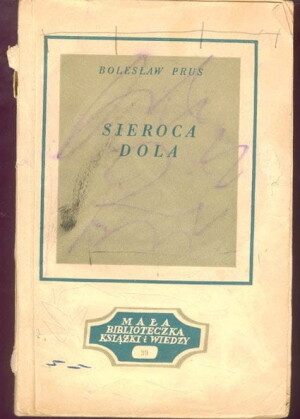 BOLESŁAW PRUS
SIEROCA
DOLA
MAŁA
BIBLIOTECZKA
KSIĄŻKI i WIEDZY